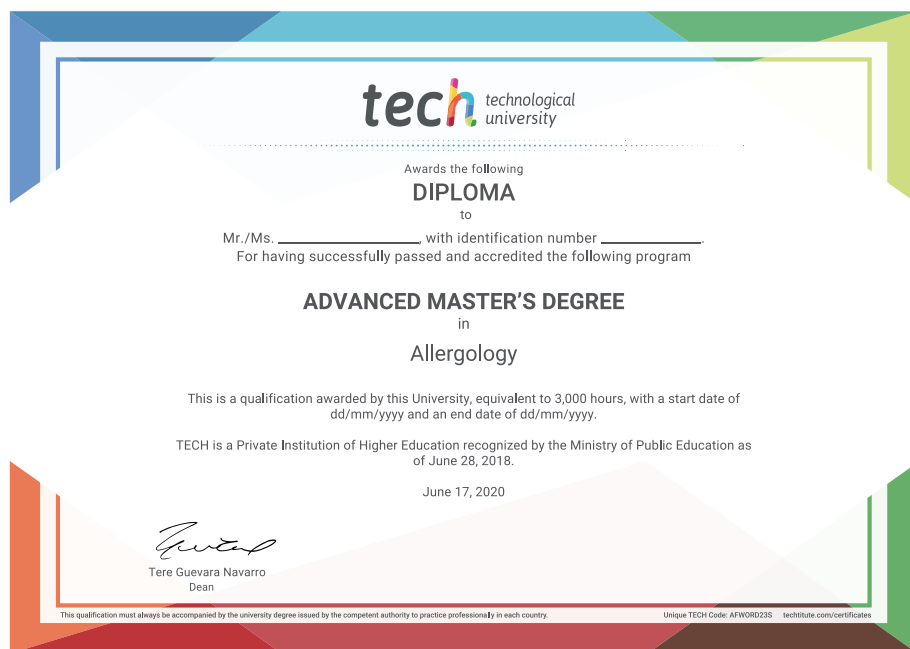 tech technological
university
Awards the following
DIPLOMA
to
Mr./Ms. ____________________, with identification number ______________.
For having successfully passed and accredited the following program
ADVANCED MASTER'S DEGREE
in
Allergology
This is a qualification awarded by this University, equivalent to 3,000 hours, with a start date of
dd/mm/yyyy and an end date of dd/mm/yyyy.
TECH is a Private Institution of Higher Education recognized by the Ministry of Public Education as
of June 28, 2018.
June 17, 2020
Tere Guevara Navarro
Dean
This qualification must always be accompanied by the university degree issued by the competent authority to practice professionally in each country. Unique TECH Code: AFWORD23S techtitute.com/certificates